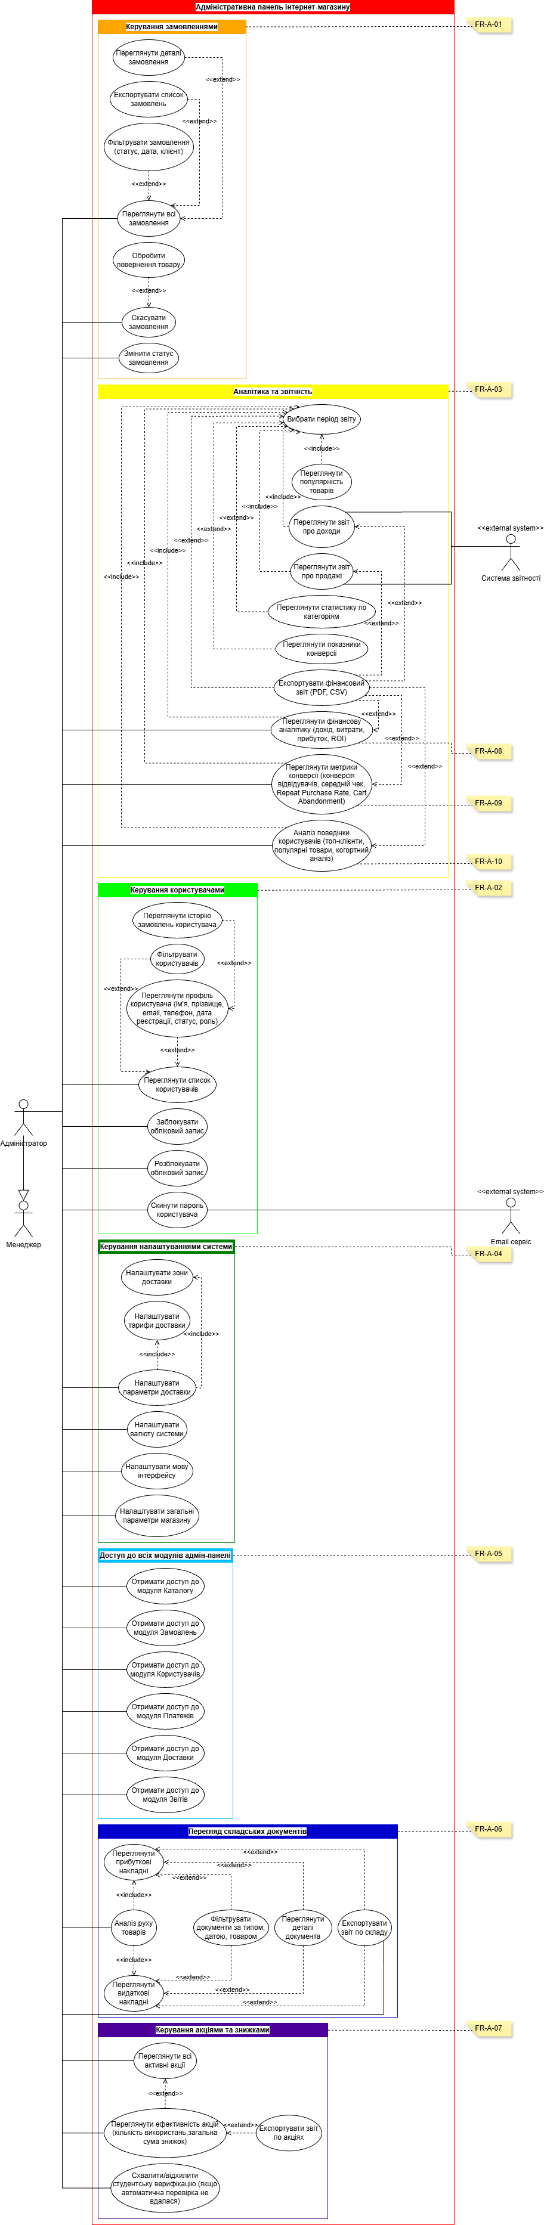 Адміністративна панель інтернет магазину
Керування замовленнями
FR-A-01
Переглянути деталі
замовлення
<<extend>>
Експортувати список
замовлень
<<extend>>
Фільтрувати замовлення
(статус, дата, клієнт)
<<extend>>
Переглянути всі
замовлення
Обробити
повернення товару
<<extend>>
Скасувати
замовлення
Змінити статус
замовлення
Аналітика та звітність
FR-A-03
Вибрати період звіту
<<include>>
Переглянути
популярність
товарів
<<include>>
<<include>>
<<extend>>
<<extend>>
<<extend>>
<<include>>
<<include>>
<<include>>
Переглянути звіт
про доходи
<<external system>>
Система звітності
Переглянути звіт
про продажі
Переглянути статистику по
категоріям
<<extend>>
<<extend>>
Переглянути показники
конверсії
Експортувати фінансовий
звіт (PDF, CSV)
<<extend>>
Переглянути фінансову
аналітику (дохід, витрати,
прибуток, ROI)
<<extend>>
FR-A-08
<<extend>>
Переглянути метрики
конверсії (конверсія
відвідувачів, середній чек,
Repeat Purchase Rate, Cart
Abandonment)
FR-A-09
Аналіз поведінки
користувачів (топ-клієнти,
популярні товари, когортний
аналіз)
FR-A-10
Керування користувачами
FR-A-02
Переглянути історію
замовлень користувача
Фільтрувати
користувачів
<<extend>>
<<extend>>
Переглянути профіль
користувача (ім'я, прізвище,
email, телефон, дата
реєстрації, статус, роль)
<<extend>>
Переглянути список
користувачів
Адміністратор
Заблокувати
обліковий запис
Розблокувати
обліковий запис
Скинути пароль
користувача
<<external system>>
Email сервіс
Менеджер
Керування налаштуваннями системи
FR-A-04
Налаштувати зони
доставки
Налаштувати
тарифи доставки
<<include>>
<<include>>
Налаштувати
параметри доставки
Налаштувати
валюту системи
Налаштувати мову
інтерфейсу
Налаштувати загальні
параметри магазину
Доступ до всіх модулів адмін-панелі
FR-A-05
Отримати доступ до
модуля Каталогу
Отримати доступ до
модуля Замовлень
Отримати доступ до
модуля Користувачів
Отримати доступ до
модуля Платежів
Отримати доступ до
модуля Доставки
Отримати доступ до
модуля Звітів
Перегляд складських документів
FR-A-06
Переглянути
прибуткові
накладні
<<extend>>
<<extend>>
<<extend>>
<<include>>
Аналіз руху
товарів
Фільтрувати
документи за типом,
датою, товаром
Переглянути
деталі
документа
Експортувати
звіт по складу
<<include>>
Переглянути
видаткові
накладні
<<extend>>
<<extend>>
<<extend>>
Керування акціями та знижками
FR-A-07
Переглянути всі
активні акції
<<extend>>
Переглянути ефективність акцій
(кількість використань,загальна
сума знижок)
<<extend>>
Експортувати звіт
по акціях
Схвалити/відхилити
студентську верифікацію (якщо
автоматична перевірка не
вдалася)